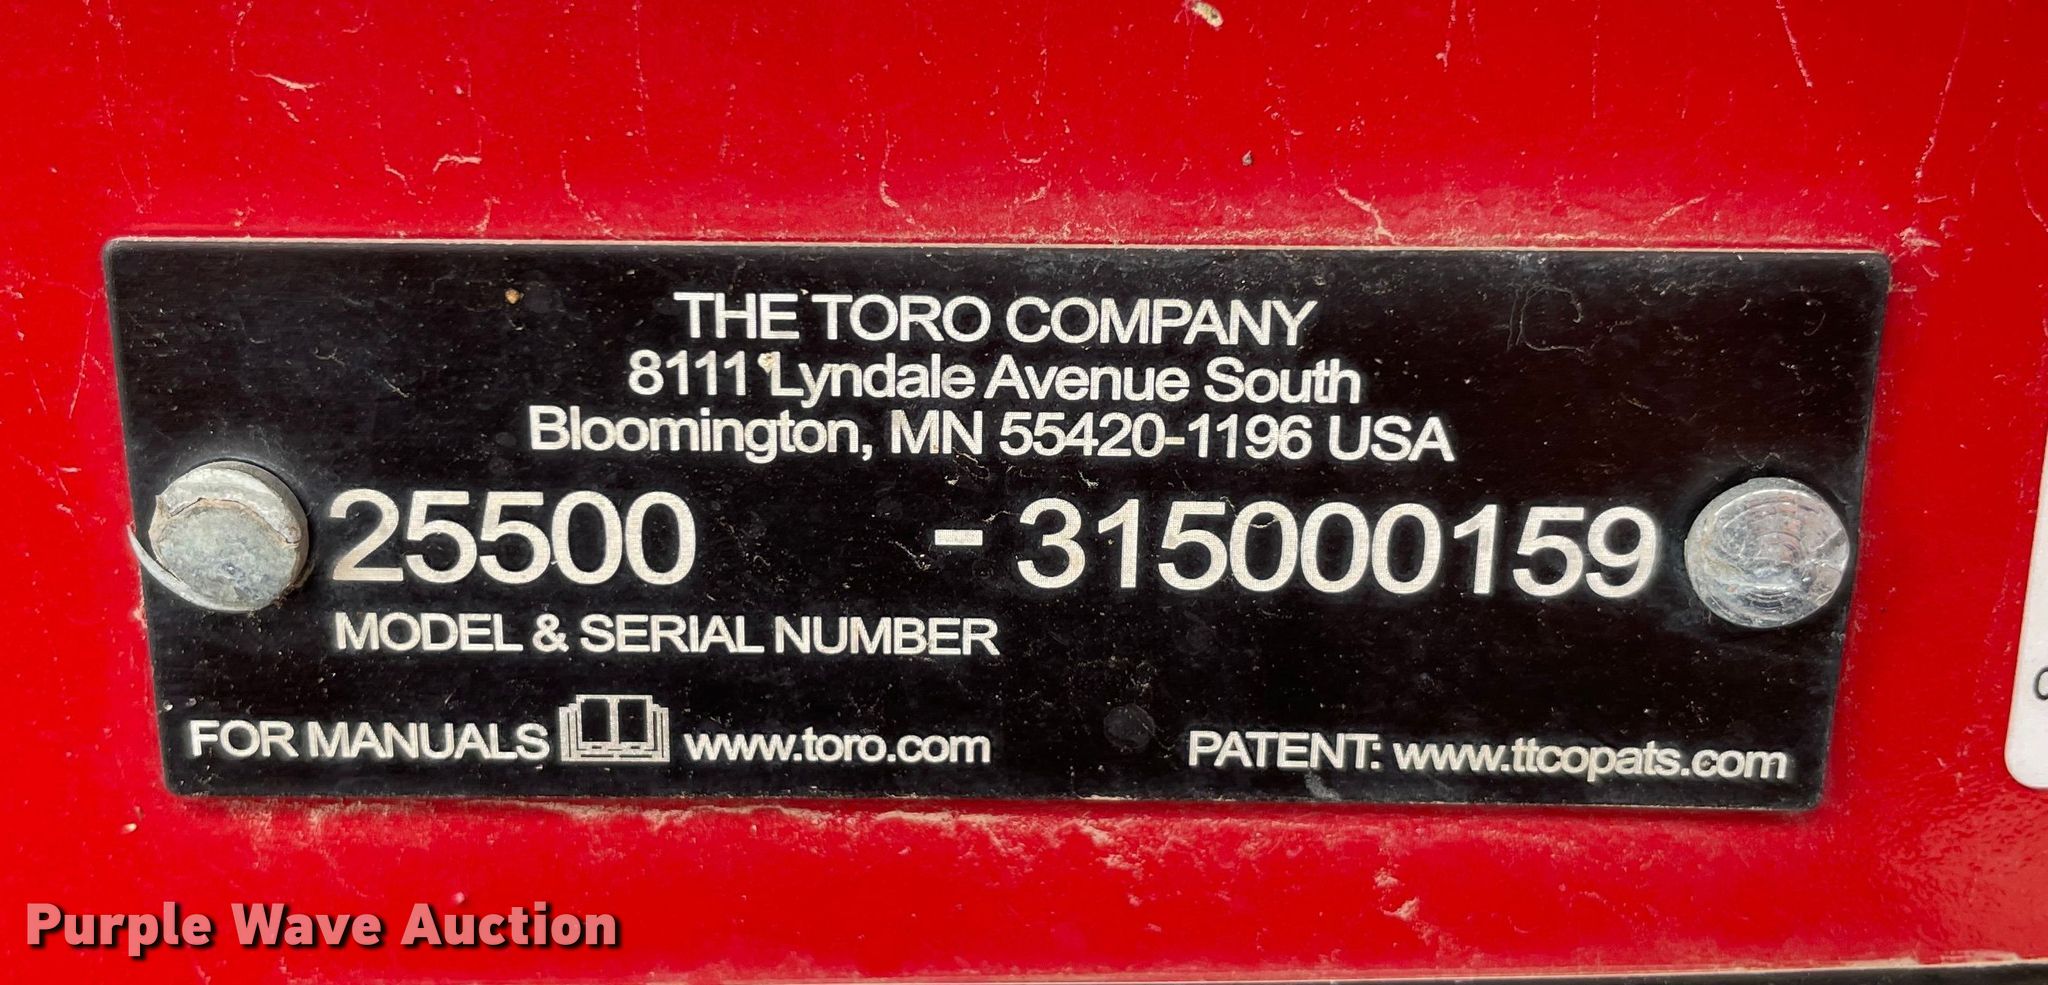 THE TORO COMPANY
8111 Lyndale Avenue South
Bloomington, MN 55420-1196 USA
25500 -315000159
MODEL & SERIAL NUMBER
FOR MANUALS www.toro.com PATENT: www.ttcopats.com
Purple Wave Auction